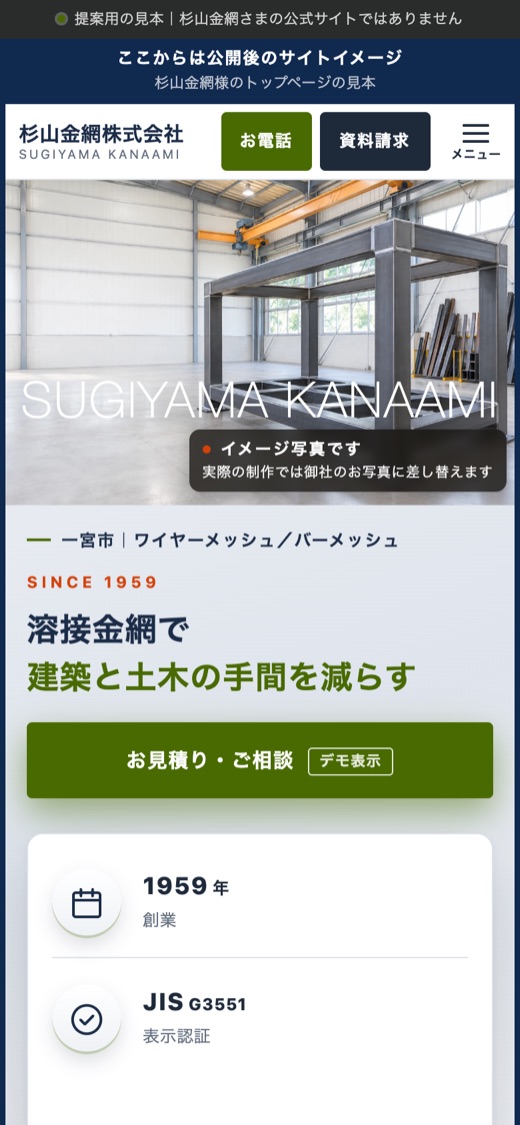 提案用の見本｜杉山金網さまの公式サイトではありません
ここからは公開後のサイトイメージ
杉山金網様のトップページの見本
杉山金網株式会社
SUGIYAMA KANAAMI
お電話
資料請求
メニュー
SUGIYAMA KANAAMI
イメージ写真です
実際の制作では御社のお写真に差し替えます
一宮市｜ワイヤーメッシュ／バーメッシュ
SINCE 1959
溶接金網で
建築と土木の手間を減らす
お見積り・ご相談 デモ表示
1959 年
創業
JIS G3551
表示認証